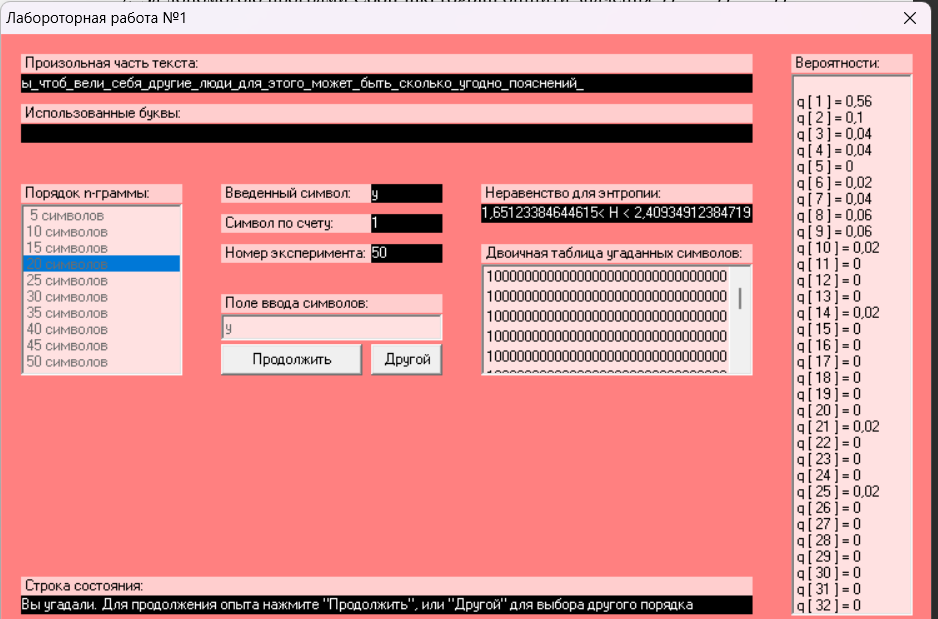 Лабороторная работа №1
Произольная часть текста:
ы_чтоб_вели_себя_другие_люди_для_этого_может_быть_сколько_угодно_пояснений_
Использованные буквы:
Порядок n-граммы:
5 символов
10 символов
15 символов
20 символов
25 символов
30 символов
35 символов
40 символов
45 символов
50 символов
Введенный символ: у
Символ по счету: 1
Номер эксперимента: 50
Поле ввода символов:
у
Продолжить
Другой
Неравенство для энтропии:
1,65123384644615< H < 2,40934912384719
Двоичная таблица угаданных символов:
10000000000000000000000000000000
10000000000000000000000000000000
10000000000000000000000000000000
10000000000000000000000000000000
10000000000000000000000000000000
Вероятности:
q[ 1 ] = 0,56
q[ 2 ] = 0,1
q[ 3 ] = 0,04
q[ 4 ] = 0,04
q[ 5 ] = 0
q[ 6 ] = 0,02
q[ 7 ] = 0,04
q[ 8 ] = 0,06
q[ 9 ] = 0,06
q[ 10 ] = 0,02
q[ 11 ] = 0
q[ 12 ] = 0
q[ 13 ] = 0
q[ 14 ] = 0,02
q[ 15 ] = 0
q[ 16 ] = 0
q[ 17 ] = 0
q[ 18 ] = 0
q[ 19 ] = 0
q[ 20 ] = 0
q[ 21 ] = 0,02
q[ 22 ] = 0
q[ 23 ] = 0
q[ 24 ] = 0
q[ 25 ] = 0,02
q[ 26 ] = 0
q[ 27 ] = 0
q[ 28 ] = 0
q[ 29 ] = 0
q[ 30 ] = 0
q[ 31 ] = 0
q[ 32 ] = 0
Строка состояния:
Вы угадали. Для продолжения опыта нажмите "Продолжить", или "Другой" для выбора другого порядка